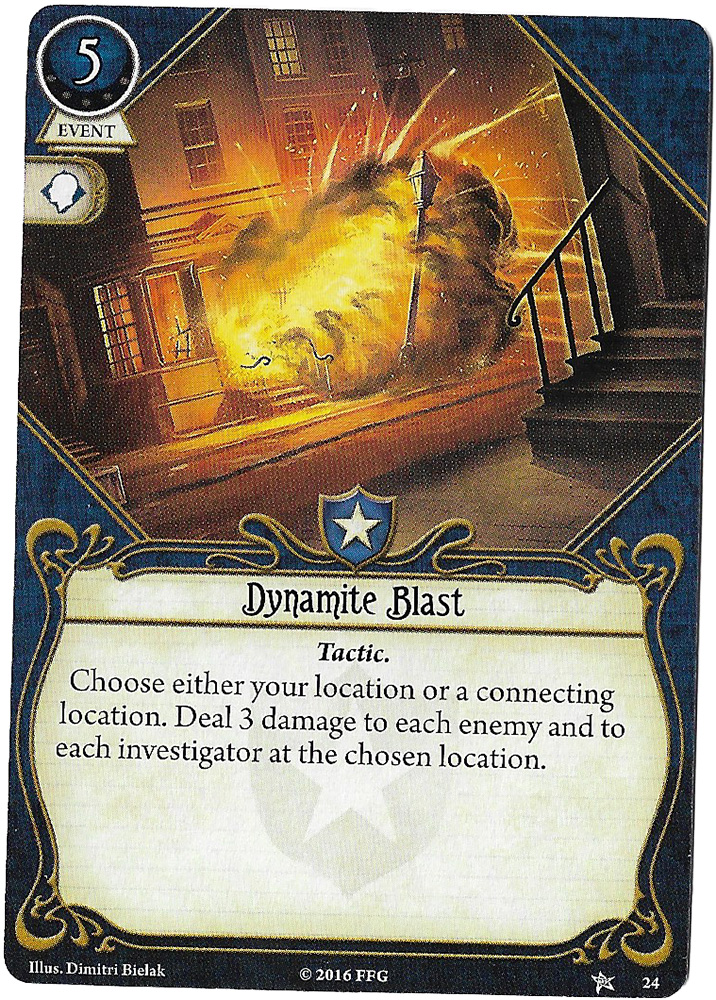 5
EVENT
Dynamite Blast
Tactic.
Choose either your location or a connecting
location. Deal 3 damage to each enemy and to
each investigator at the chosen location.
Illus. Dimitri Bielak
© 2016 FFG
24